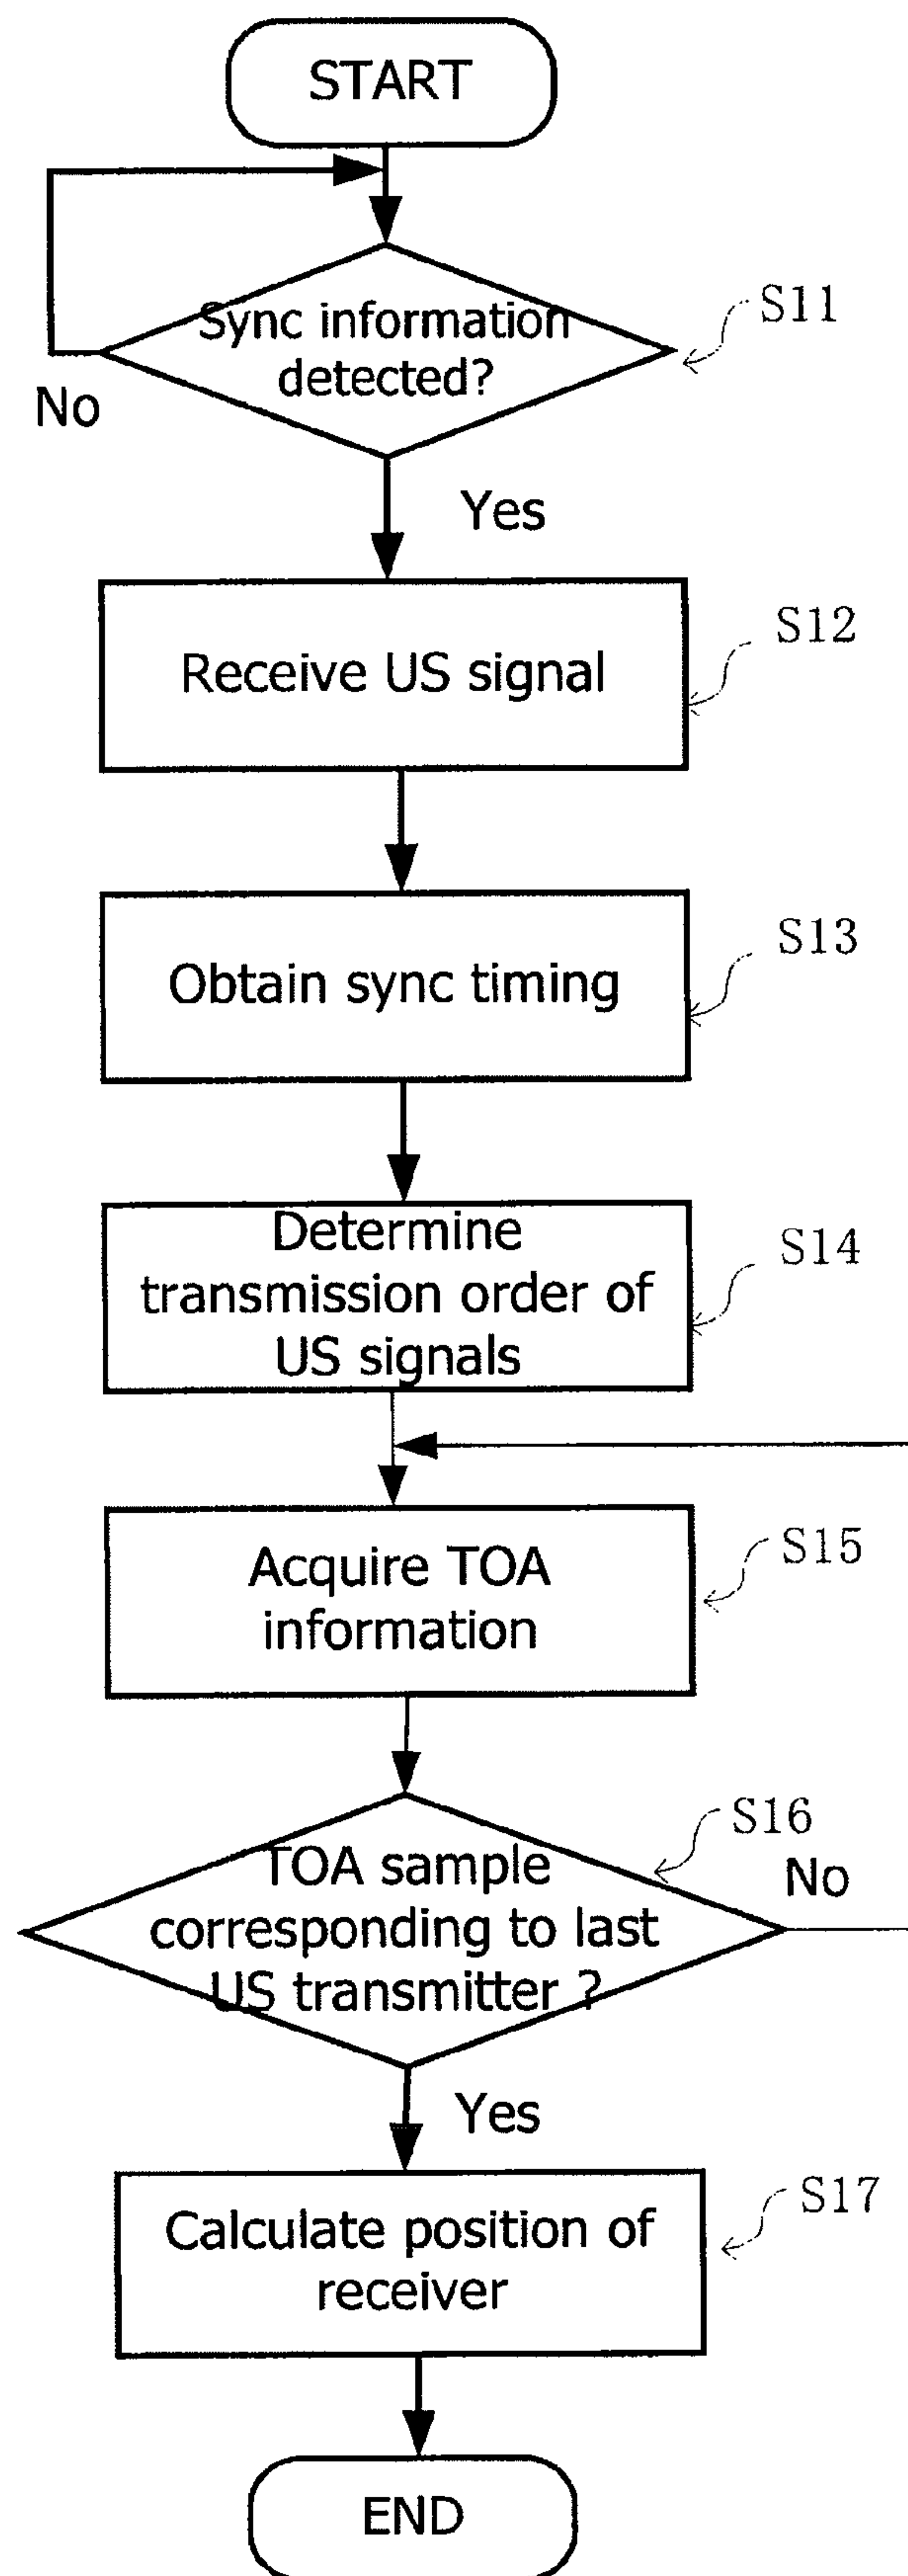 START
Sync information
detected?
S11
No
Yes
Receive US signal
S12
Obtain sync timing
S13
Determine
transmission order of
US signals
S14
Acquire TOA
information
S15
TOA sample
corresponding to last
US transmitter ?
S16
No
Yes
Calculate position of
receiver
S17
END